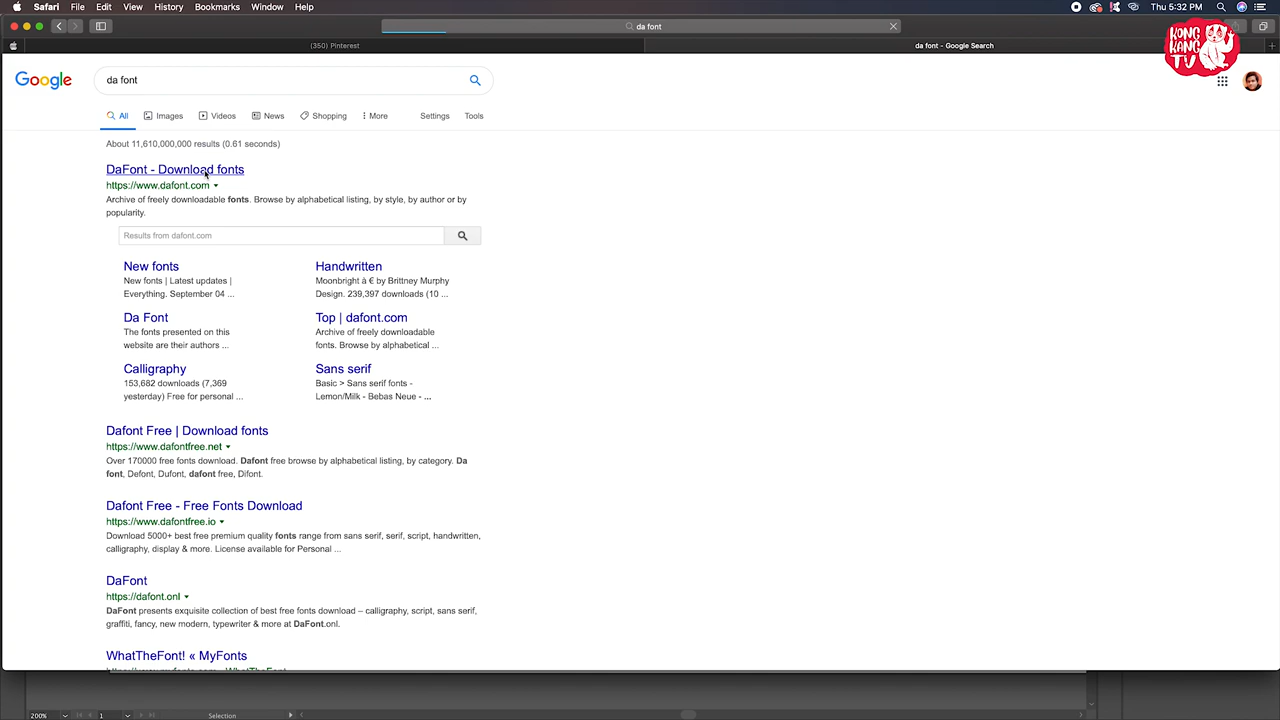 Safari File Edit View History Bookmarks Window Help
Thu 5:32 PM
da font
(350) Pinterest
da font - Google Search
KONG
KANG
TV
Google
da font
All Images Videos News Shopping More Settings Tools
About 11,610,000,000 results (0.61 seconds)
DaFont - Download fonts
https://www.dafont.com
Archive of freely downloadable fonts. Browse by alphabetical listing, by style, by author or by
popularity.
Results from dafont.com
New fonts
New fonts | Latest updates |
Everything. September 04 ...
Handwritten
Moonbright â € by Brittney Murphy
Design. 239,397 downloads (10 ...
Da Font
The fonts presented on this
website are their authors ...
Top | dafont.com
Archive of freely downloadable
fonts. Browse by alphabetical ...
Calligraphy
153,682 downloads (7,369
yesterday) Free for personal ...
Sans serif
Basic > Sans serif fonts -
Lemon/Milk - Bebas Neue - ...
Dafont Free | Download fonts
https://www.dafontfree.net
Over 170000 free fonts download. Dafont free browse by alphabetical listing, by category. Da
font, Defont, Dufont, dafont free, Difont.
Dafont Free - Free Fonts Download
https://www.dafontfree.io
Download 5000+ best free premium quality fonts range from sans serif, serif, script, handwritten,
calligraphy, display & more. License available for Personal ...
DaFont
https://dafont.onl
DaFont presents exquisite collection of best free fonts download – calligraphy, script, sans serif,
graffiti, fancy, new modern, typewriter & more at DaFont.onl.
WhatTheFont! « MyFonts
200% 1 Selection